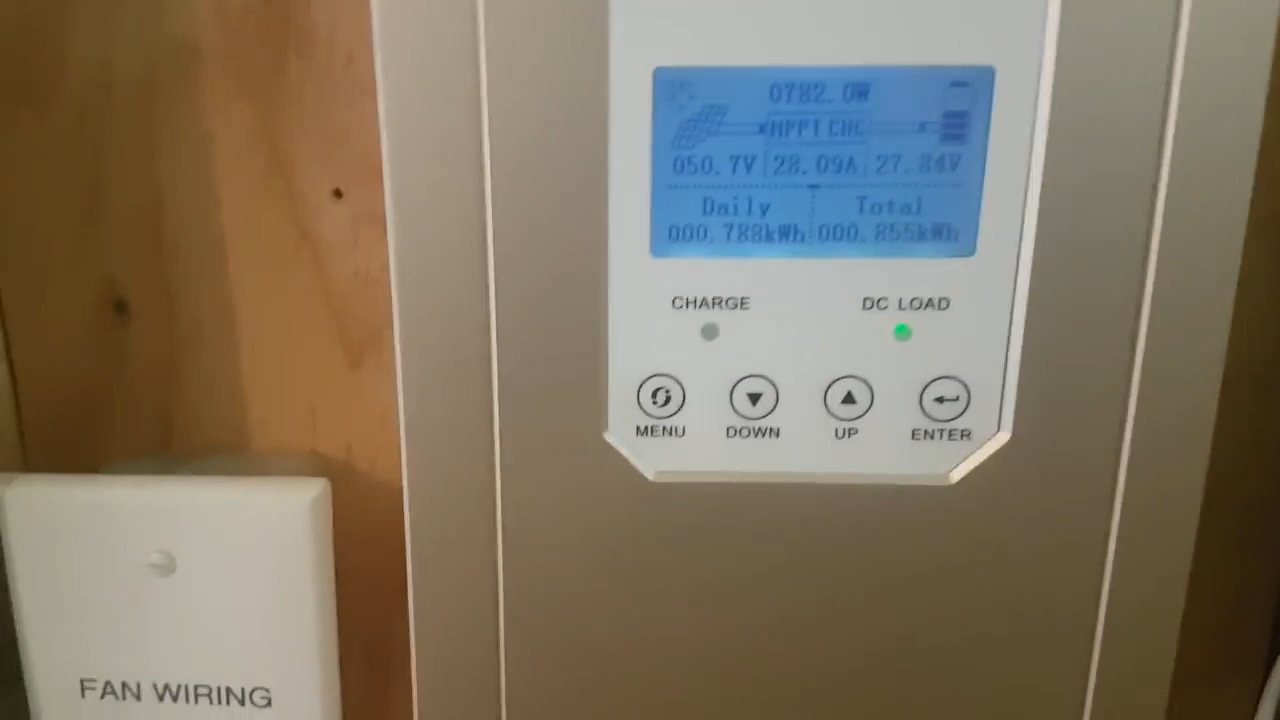 0782.0W
MPPT CHG
050.7V 28.09A 27.84V
Daily Total
000.788kWh 000.855kWh
CHARGE DC LOAD
MENU DOWN UP ENTER
FAN WIRING